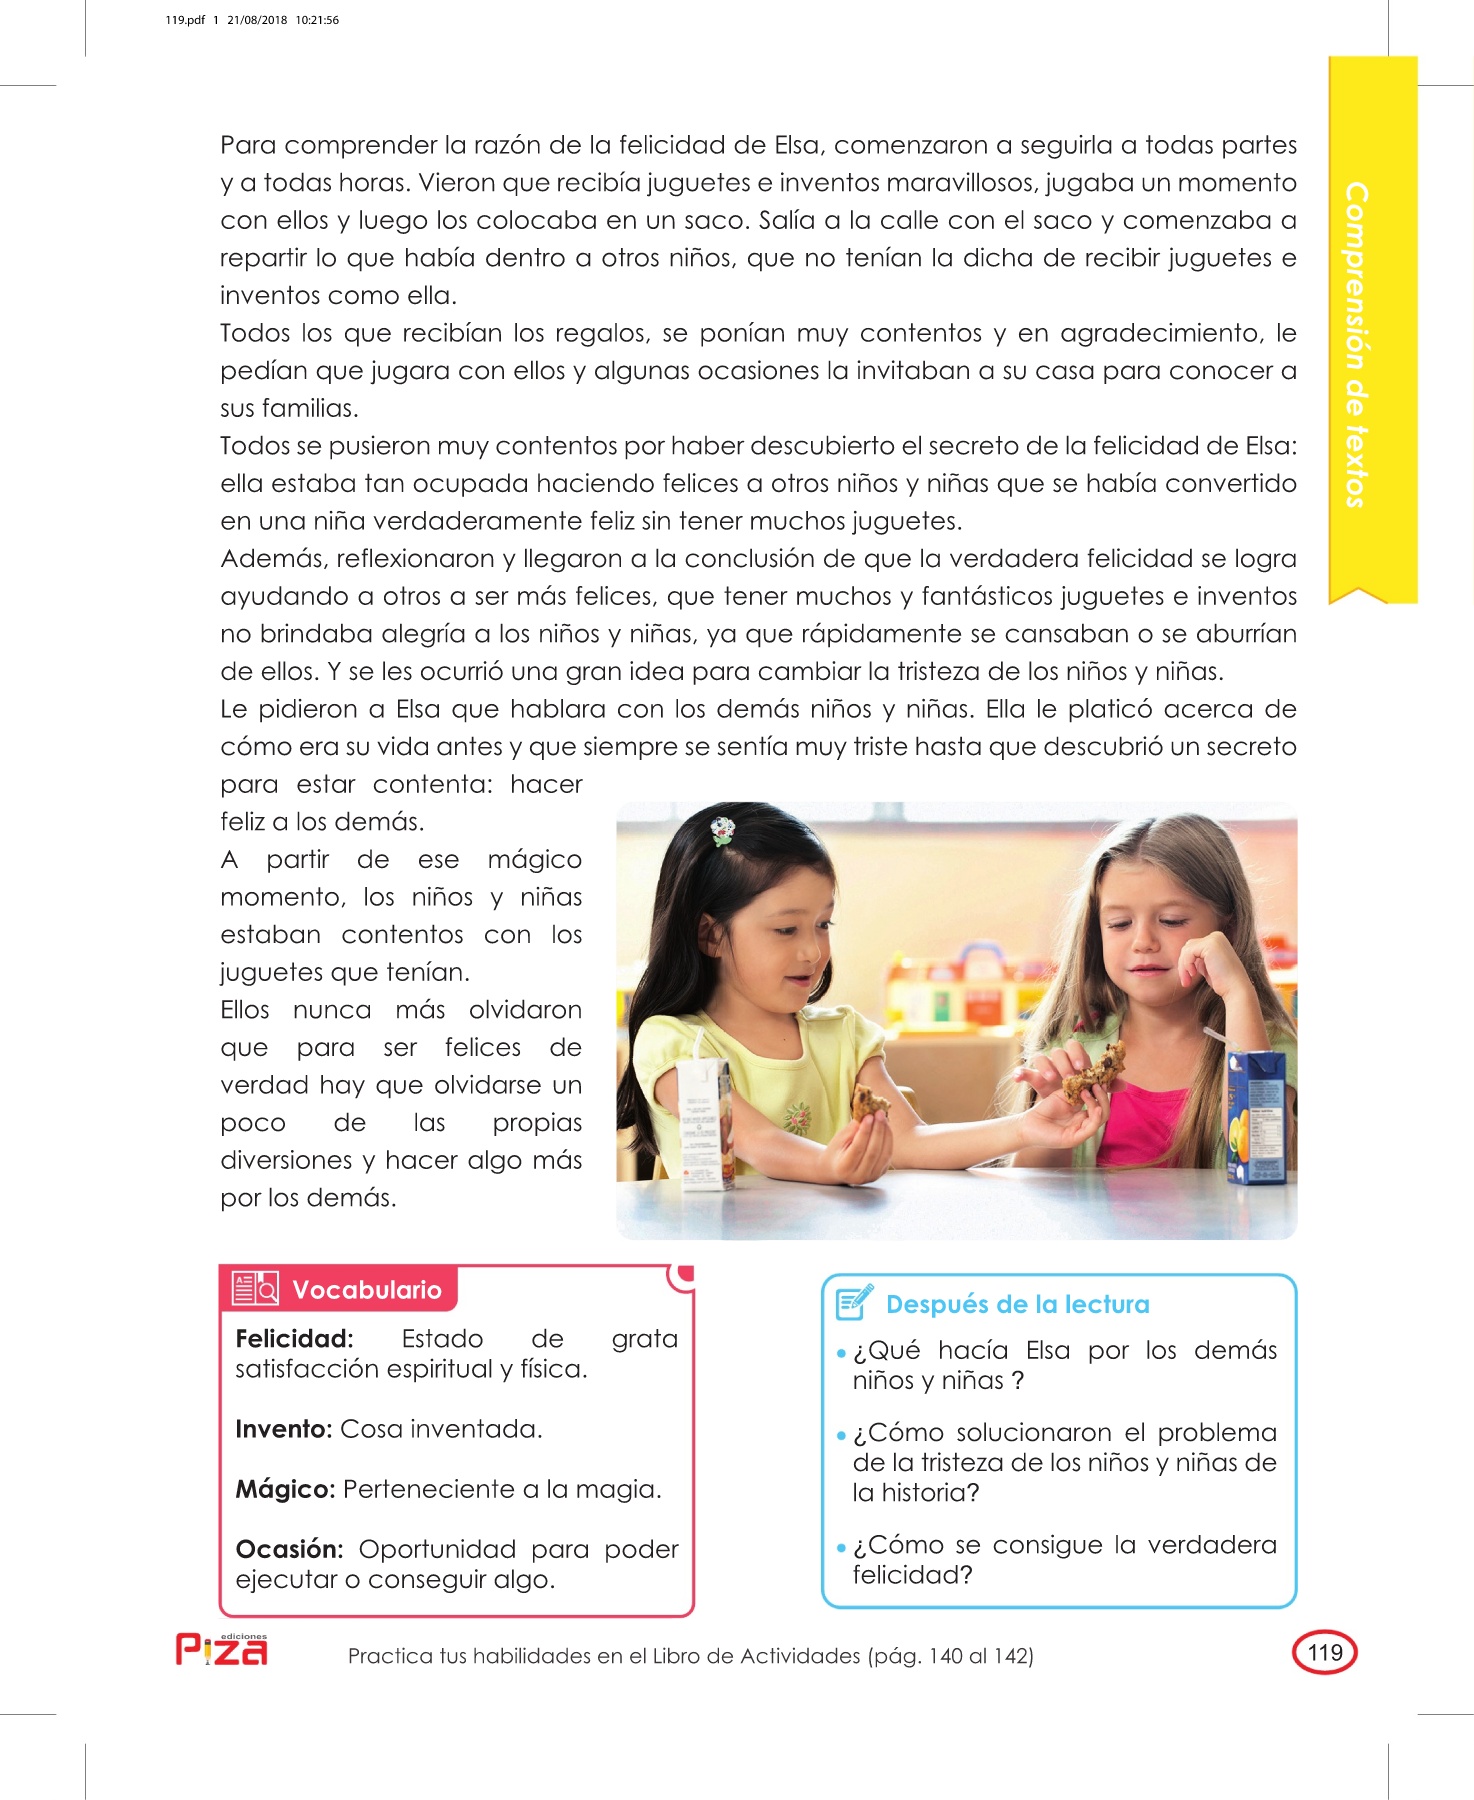 119.pdf 1 21/08/2018 10:21:56
Para comprender la razón de la felicidad de Elsa, comenzaron a seguirla a todas partes
y a todas horas. Vieron que recibía juguetes e inventos maravillosos, jugaba un momento
con ellos y luego los colocaba en un saco. Salía a la calle con el saco y comenzaba a
repartir lo que había dentro a otros niños, que no tenían la dicha de recibir juguetes e
inventos como ella.
Todos los que recibían los regalos, se ponían muy contentos y en agradecimiento, le
pedían que jugara con ellos y algunas ocasiones la invitaban a su casa para conocer a
sus familias.
Todos se pusieron muy contentos por haber descubierto el secreto de la felicidad de Elsa:
ella estaba tan ocupada haciendo felices a otros niños y niñas que se había convertido
en una niña verdaderamente feliz sin tener muchos juguetes.
Además, reflexionaron y llegaron a la conclusión de que la verdadera felicidad se logra
ayudando a otros a ser más felices, que tener muchos y fantásticos juguetes e inventos
no brindaba alegría a los niños y niñas, ya que rápidamente se cansaban o se aburrían
de ellos. Y se les ocurrió una gran idea para cambiar la tristeza de los niños y niñas.
Le pidieron a Elsa que hablara con los demás niños y niñas. Ella le platicó acerca de
cómo era su vida antes y que siempre se sentía muy triste hasta que descubrió un secreto
para estar contenta: hacer
feliz a los demás.
A partir de ese mágico
momento, los niños y niñas
estaban contentos con los
juguetes que tenían.
Ellos nunca más olvidaron
que para ser felices de
verdad hay que olvidarse un
poco de las propias
diversiones y hacer algo más
por los demás.
Comprensión de textos
Vocabulario
Felicidad: Estado de grata
satisfacción espiritual y física.
Invento: Cosa inventada.
Mágico: Perteneciente a la magia.
Ocasión: Oportunidad para poder
ejecutar o conseguir algo.
Después de la lectura
• ¿Qué hacía Elsa por los demás
niños y niñas ?
• ¿Cómo solucionaron el problema
de la tristeza de los niños y niñas de
la historia?
• ¿Cómo se consigue la verdadera
felicidad?
ediciones
Piza
Practica tus habilidades en el Libro de Actividades (pág. 140 al 142)
119